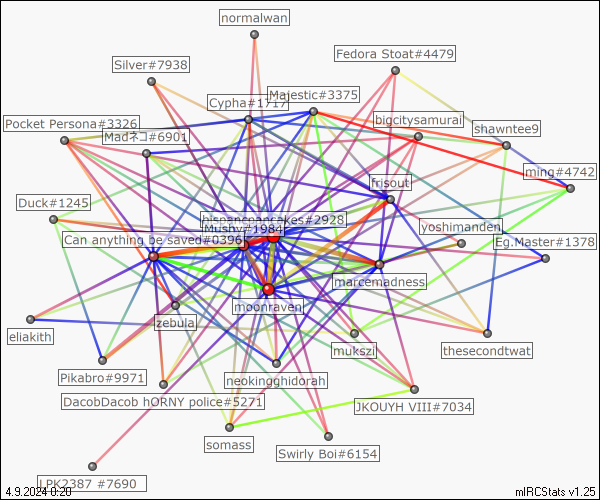 normalwan
Fedora Stoat#4479
Silver#7938
Majestic#3375
Cypha#1717
bigcitysamurai
Pocket Persona#3326
shawntee9
Madネコ#6901
ming#4742
frisout
Duck#1245
hispanicpancakes#2928
yoshimanden
Mushy#1984
Can anything be saved#0396
Eg.Master#1378
marcemadness
moonraven
zebula
eliakith
mukszi
thesecondtwat
Pikabro#9971
neokingghidorah
DacobDacob hORNY police#5271
JKOUYH VIII#7034
somass
Swirly Boi#6154
LPK2387 #7690
4.9.2024 0:20
mIRCStats v1.25